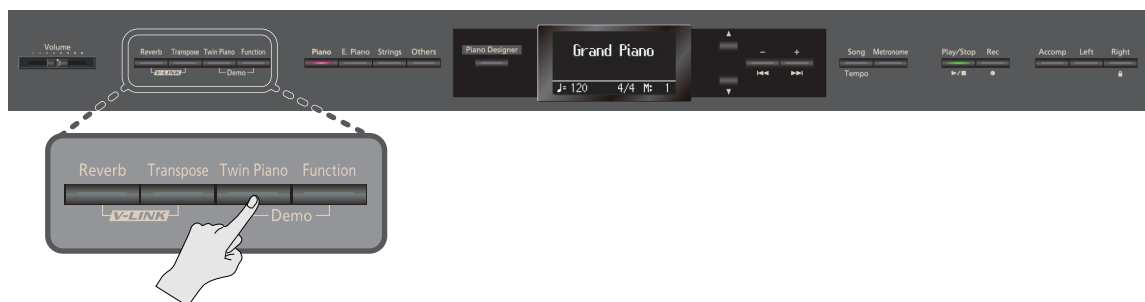 Volume
Reverb Transpose Twin Piano Function
V-LINK Demo
Piano E. Piano Strings Others
Piano Designer
Grand Piano
♩= 120 4/4 M: 1
− +
Song Metronome
Tempo
Play/Stop Rec
Accomp Left Right
Reverb Transpose Twin Piano Function
V-LINK Demo